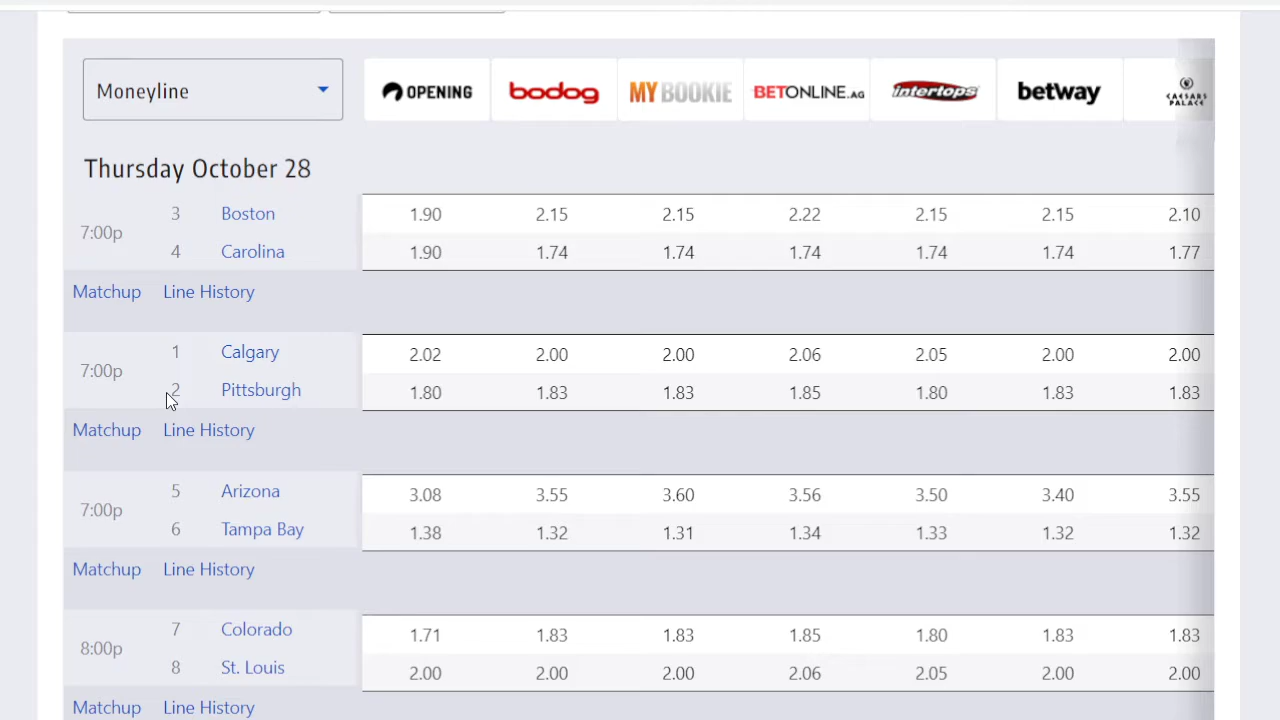 Moneyline OPENING bodog MYBOOKIE BETONLINE.AG Intertops betway CAESARS PALACE
Thursday October 28
7:00p
3 Boston 1.90 2.15 2.15 2.22 2.15 2.15 2.10
4 Carolina 1.90 1.74 1.74 1.74 1.74 1.74 1.77
Matchup Line History
7:00p
1 Calgary 2.02 2.00 2.00 2.06 2.05 2.00 2.00
2 Pittsburgh 1.80 1.83 1.83 1.85 1.80 1.83 1.83
Matchup Line History
7:00p
5 Arizona 3.08 3.55 3.60 3.56 3.50 3.40 3.55
6 Tampa Bay 1.38 1.32 1.31 1.34 1.33 1.32 1.32
Matchup Line History
8:00p
7 Colorado 1.71 1.83 1.83 1.85 1.80 1.83 1.83
8 St. Louis 2.00 2.00 2.00 2.06 2.05 2.00 2.00
Matchup Line History